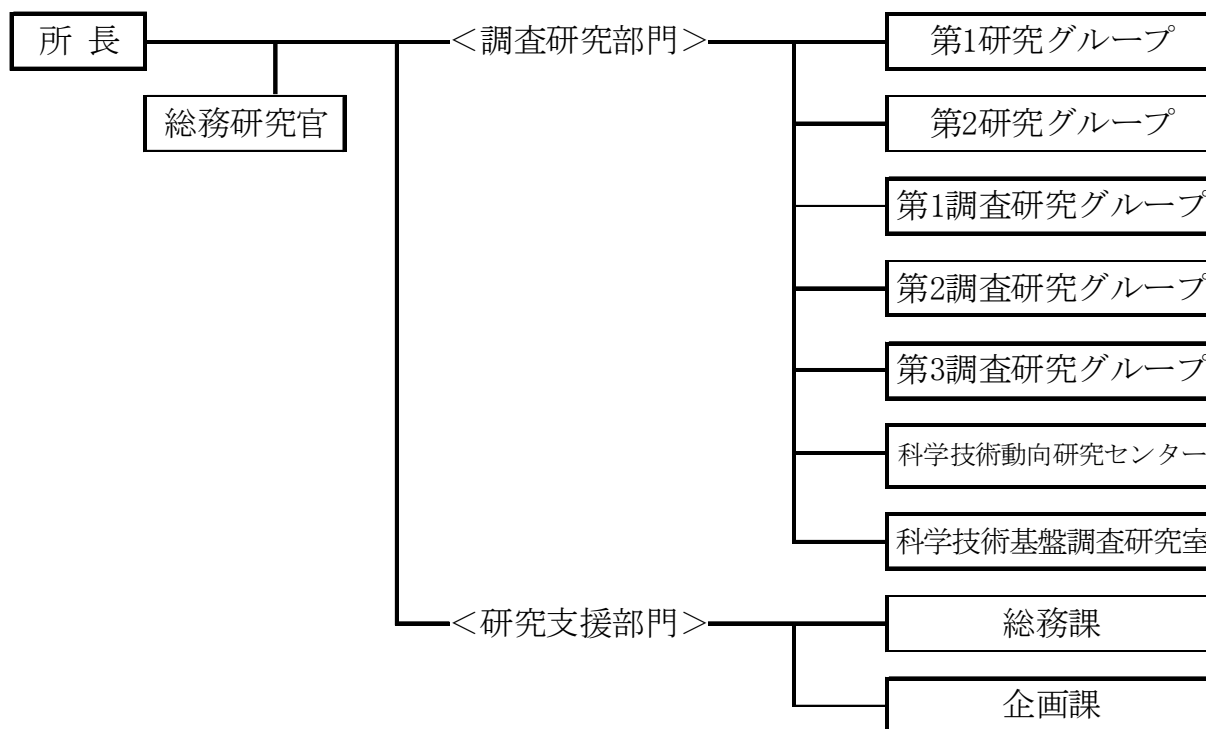 所 長
総務研究官
＜調査研究部門＞
第1研究グループ
第2研究グループ
第1調査研究グループ
第2調査研究グループ
第3調査研究グループ
科学技術動向研究センター
科学技術基盤調査研究室
＜研究支援部門＞
総務課
企画課